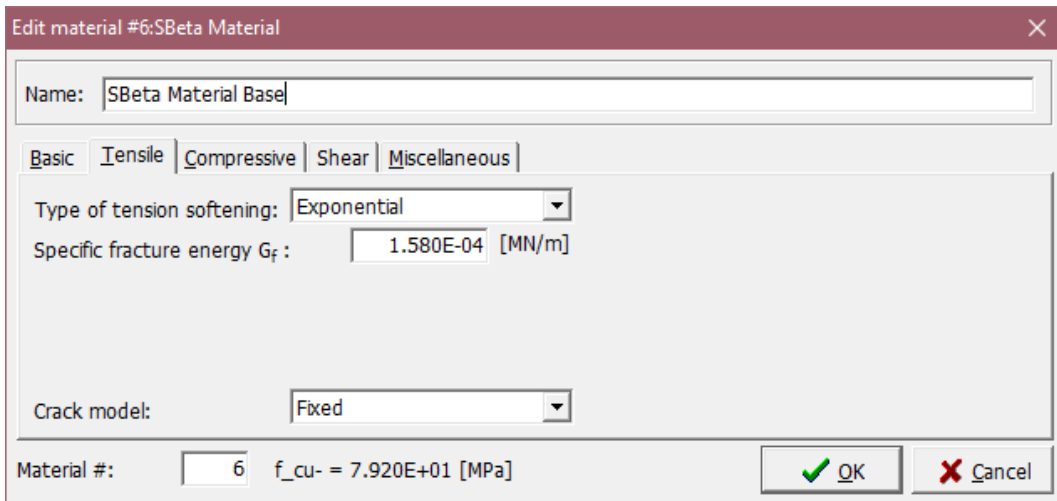 Edit material #6:SBeta Material
Name: SBeta Material Base
Basic Tensile Compressive Shear Miscellaneous
Type of tension softening: Exponential
Specific fracture energy Gf : 1.580E-04 [MN/m]
Crack model: Fixed
Material #: 6 f_cu- = 7.920E+01 [MPa] OK Cancel